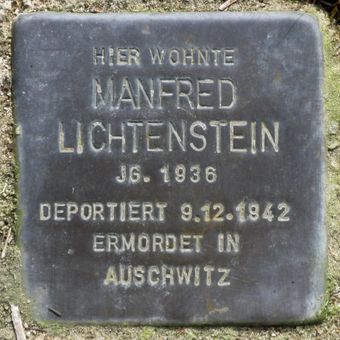 HIER WOHNTE
MANFRED
LICHTENSTEIN
JG. 1936
DEPORTIERT 9.12.1942
ERMORDET IN
AUSCHWITZ